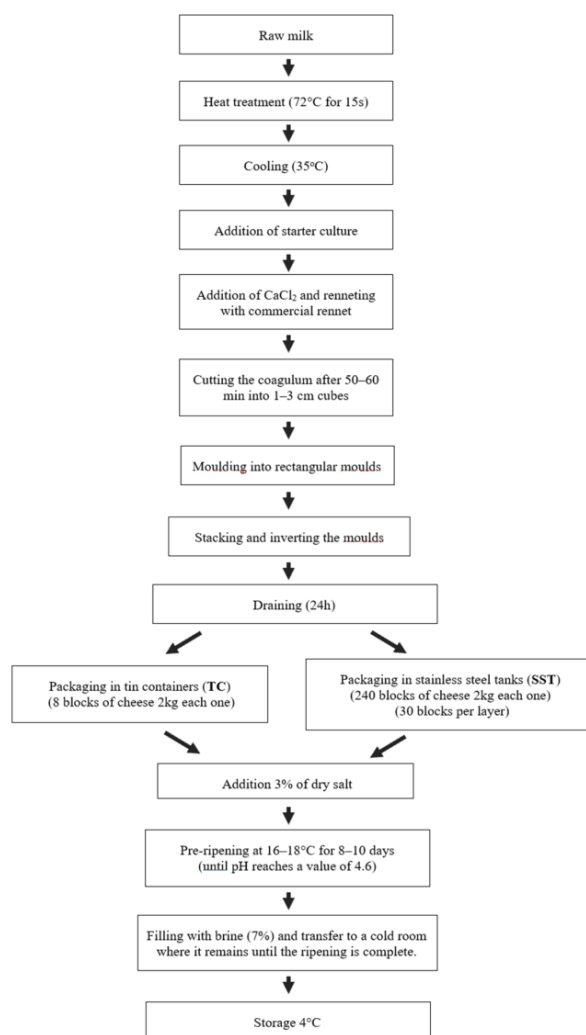 Raw milk
Heat treatment (72°C for 15s)
Cooling (35°C)
Addition of starter culture
Addition of CaCl₂ and renneting
with commercial rennet
Cutting the coagulum after 50–60
min into 1–3 cm cubes
Moulding into rectangular moulds
Stacking and inverting the moulds
Draining (24h)
Packaging in tin containers (TC)
(8 blocks of cheese 2kg each one)
Packaging in stainless steel tanks (SST)
(240 blocks of cheese 2kg each one)
(30 blocks per layer)
Addition 3% of dry salt
Pre-ripening at 16–18°C for 8–10 days
(until pH reaches a value of 4.6)
Filling with brine (7%) and transfer to a cold room
where it remains until the ripening is complete.
Storage 4°C